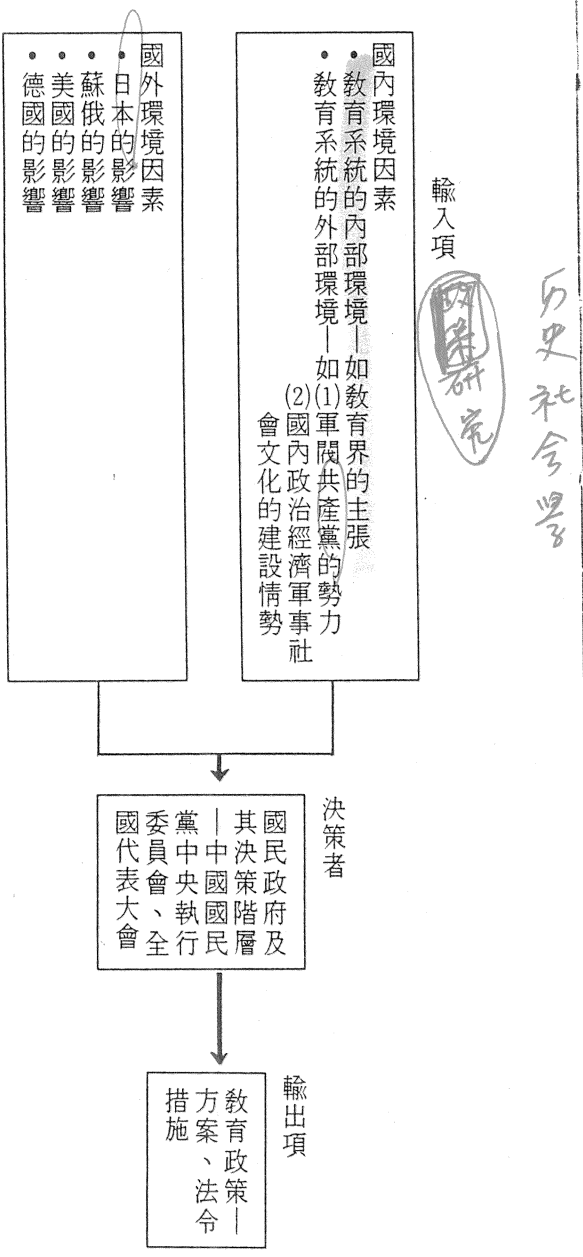 历史社会学
輸入項
政策研究
國內環境因素
•教育系統的內部環境—如教育界的主張
•教育系統的外部環境—如(1)軍閥共產黨的勢力
(2)國內政治經濟軍事社
會文化的建設情勢
國外環境因素
•日本的影響
•蘇俄的影響
•美國的影響
•德國的影響
決策者
國民政府及
其決策階層
—中國國民
黨中央執行
委員會、全
國代表大會
輸出項
教育政策—
方案、法令
措施